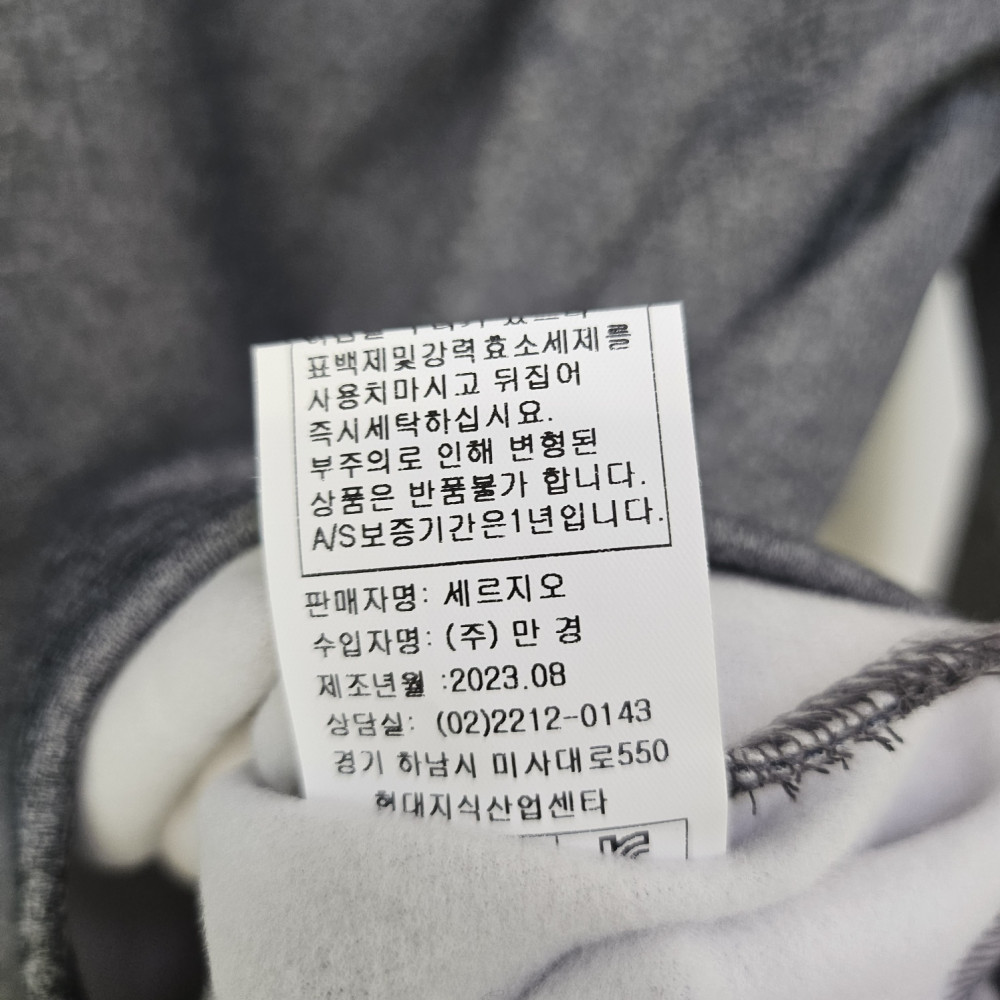 표백제및강력효소세제를
사용치마시고 뒤집어
즉시세탁하십시요.
부주의로 인해 변형된
상품은 반품불가 합니다.
A/S보증기간은1년입니다.
판매자명: 세르지오
수입자명: (주) 만 경
제조년월 :2023.08
상담실: (02)2212-0143
경기 하남시 미사대로550
현대지식산업센타